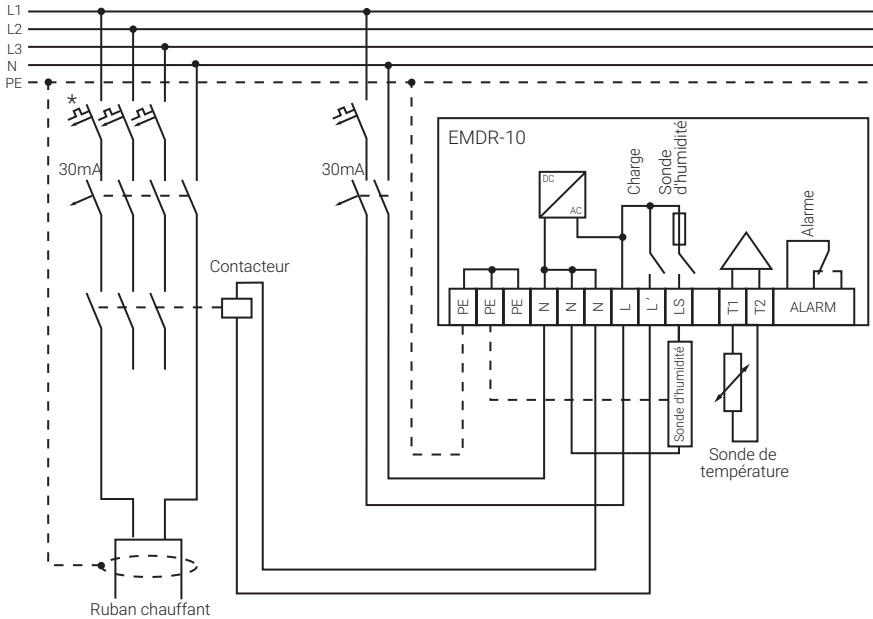 L1
L2
L3
N
PE
*
30mA
30mA
EMDR-10
DC
AC
Charge
Sonde
d'humidité
Alarme
Contacteur
PE
PE
PE
N
N
N
L
L'
LS
T1
T2
ALARM
Sonde d'humidité
Sonde de
température
Ruban chauffant